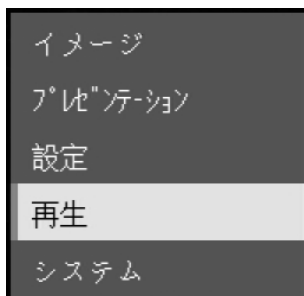 イメージ
プレゼンテーション
設定
再生
システム